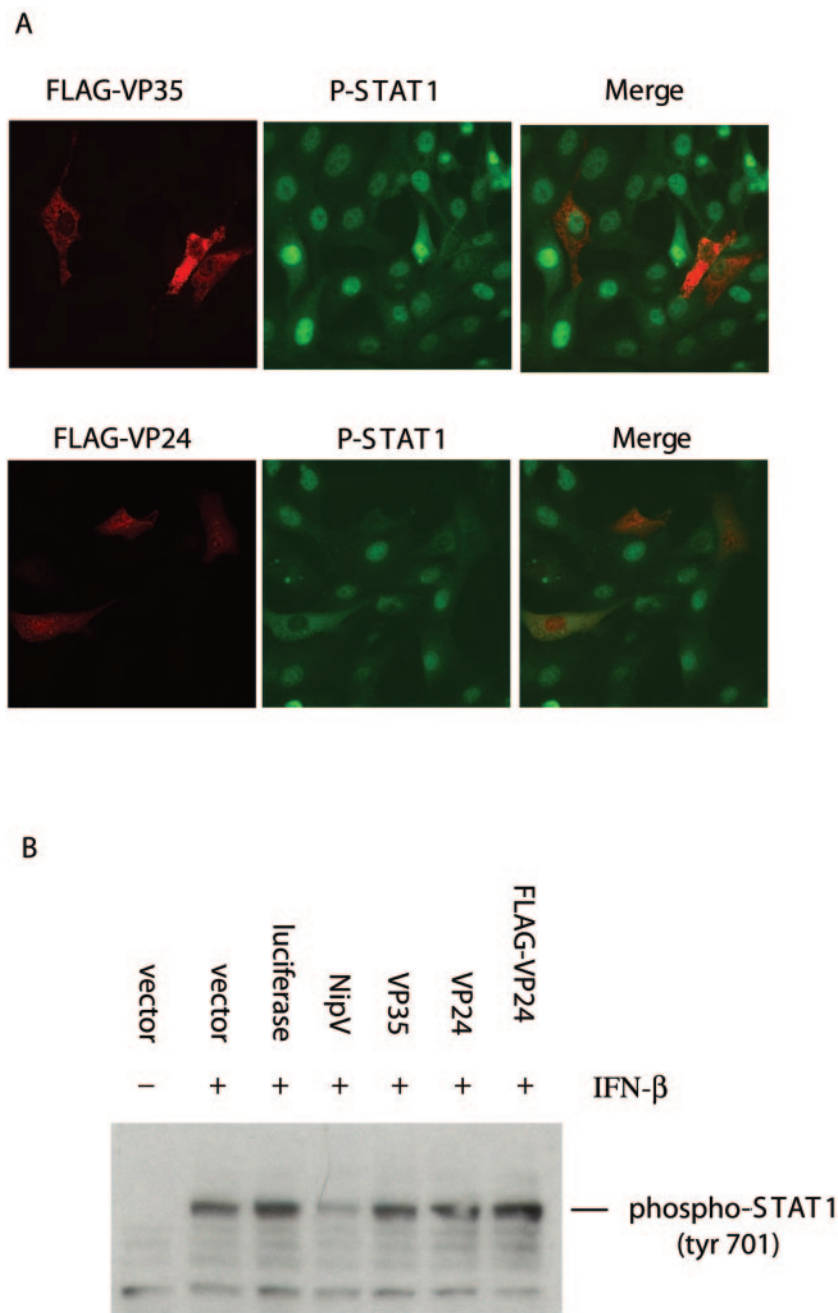 A
FLAG-VP35 P-STAT1 Merge
FLAG-VP24 P-STAT1 Merge
B
vector vector luciferase NipV VP35 VP24 FLAG-VP24
– + + + + + + IFN-β
phospho-STAT1
(tyr 701)